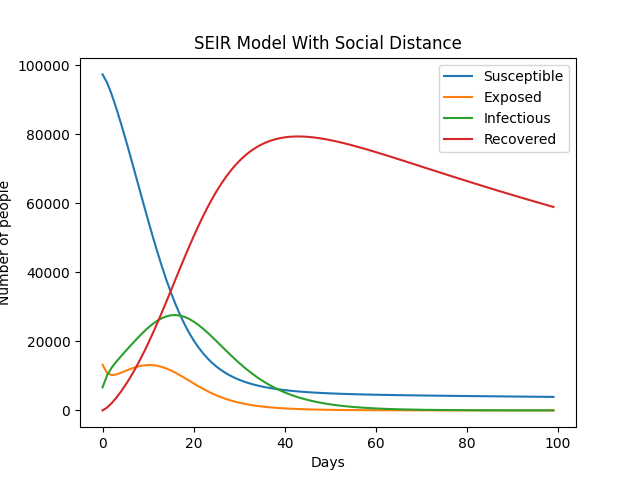 SEIR Model With Social Distance
100000
80000
60000
40000
20000
0
Number of people
0 20 40 60 80 100
Days
Susceptible
Exposed
Infectious
Recovered